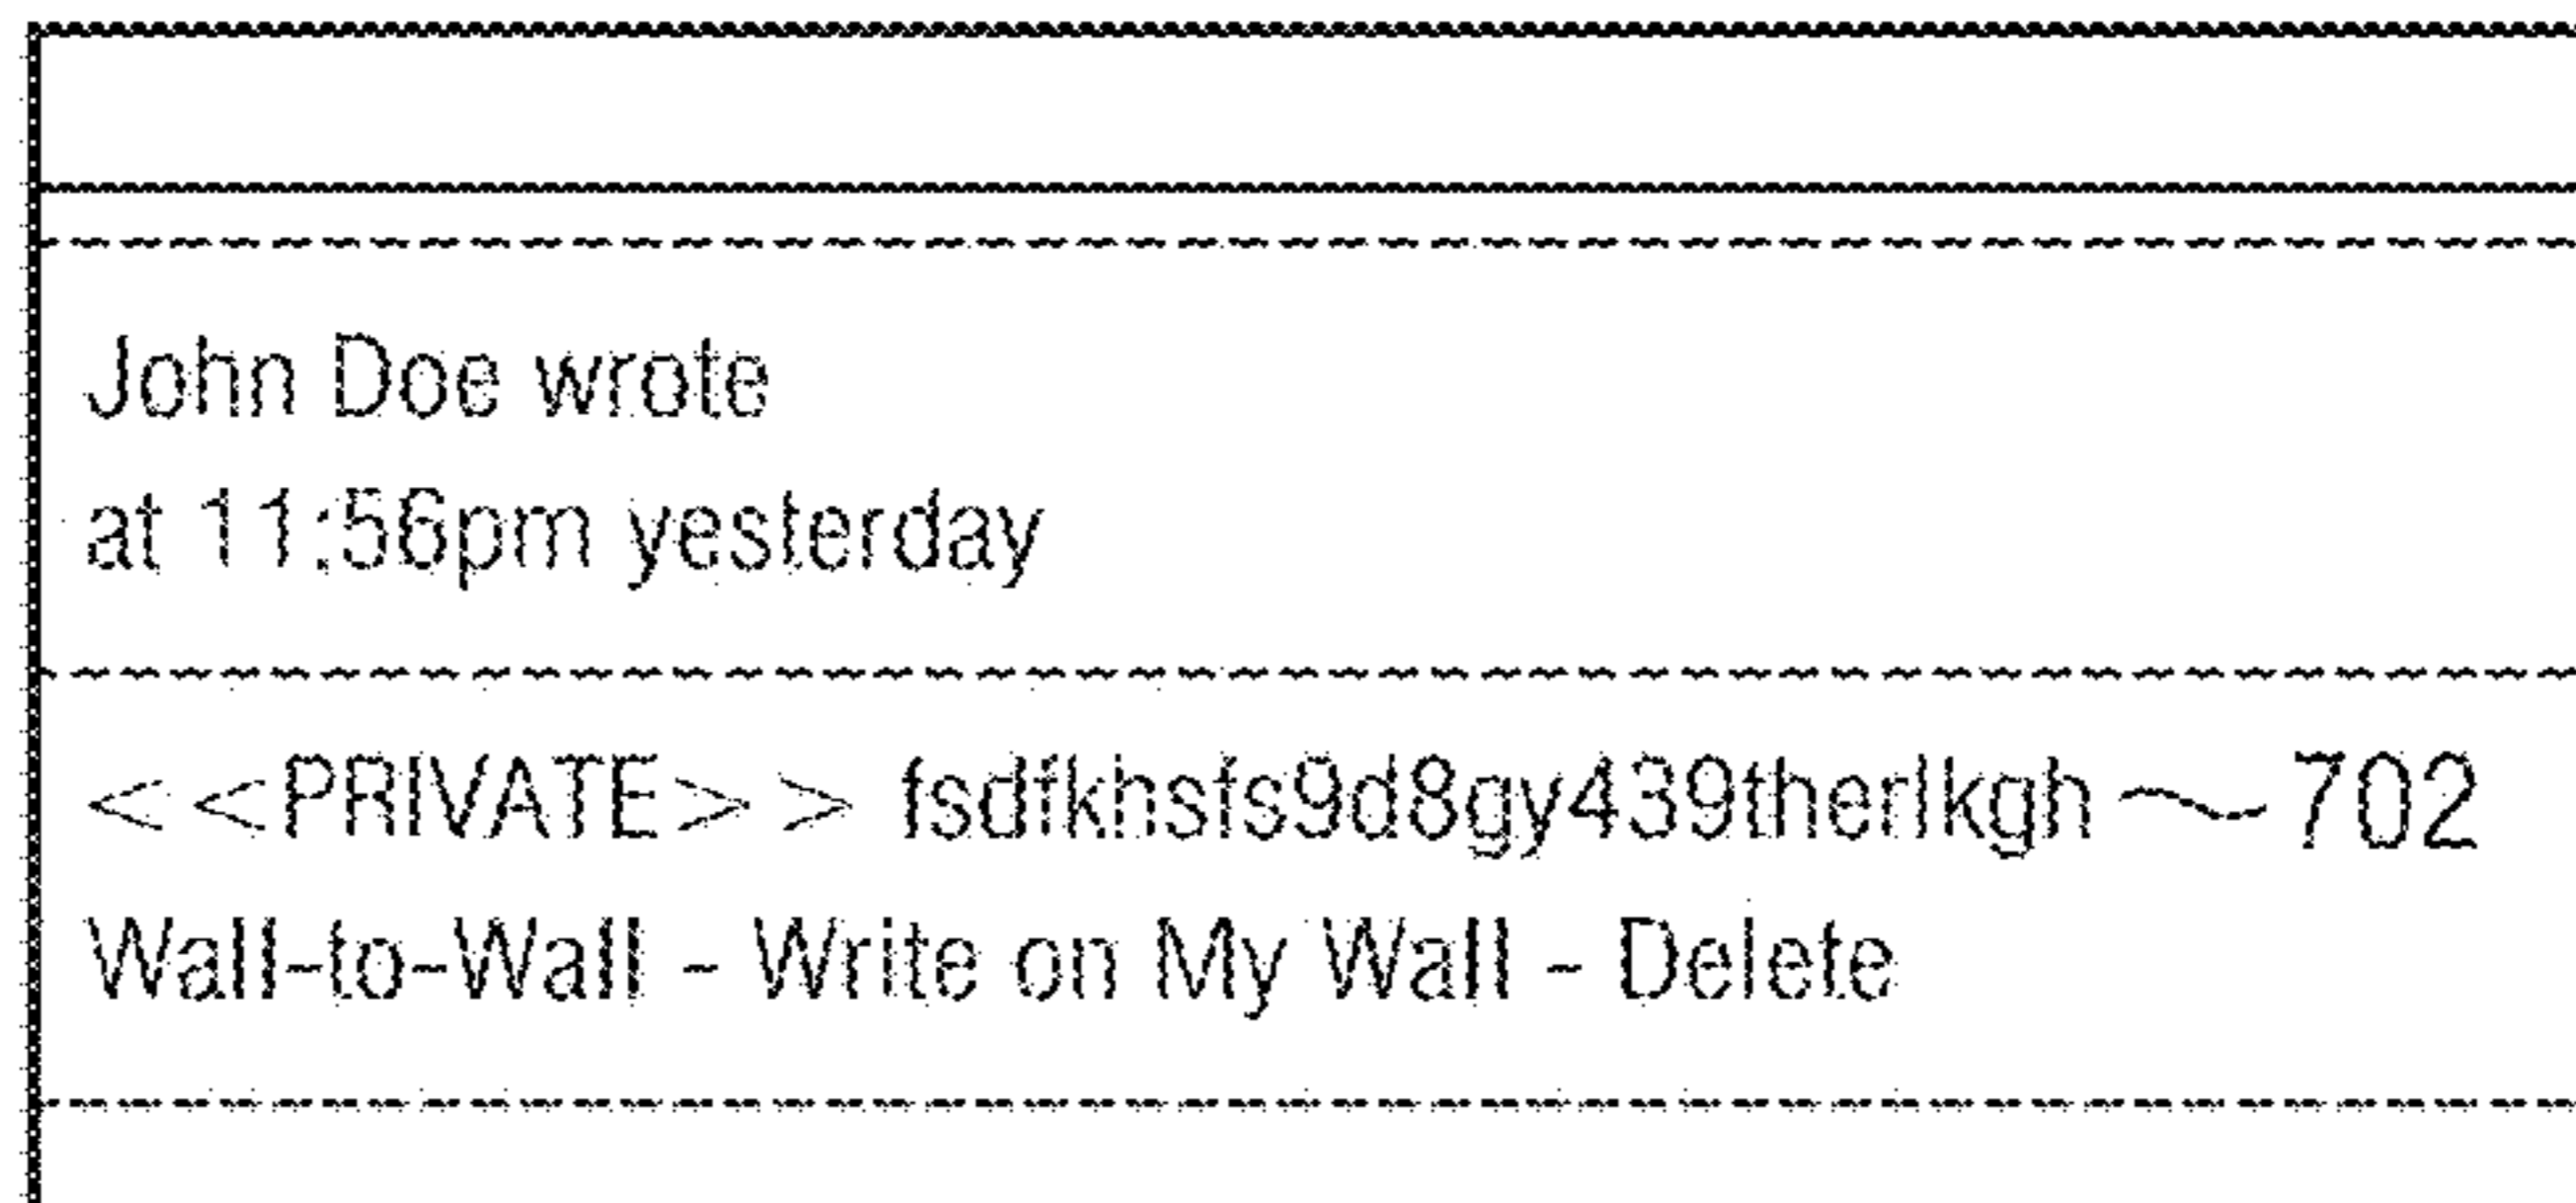 John Doe wrote
at 11:56pm yesterday
<<PRIVATE>> fsdfkhsfs9d8gy439therlkgh 702
Wall-to-Wall - Write on My Wall - Delete